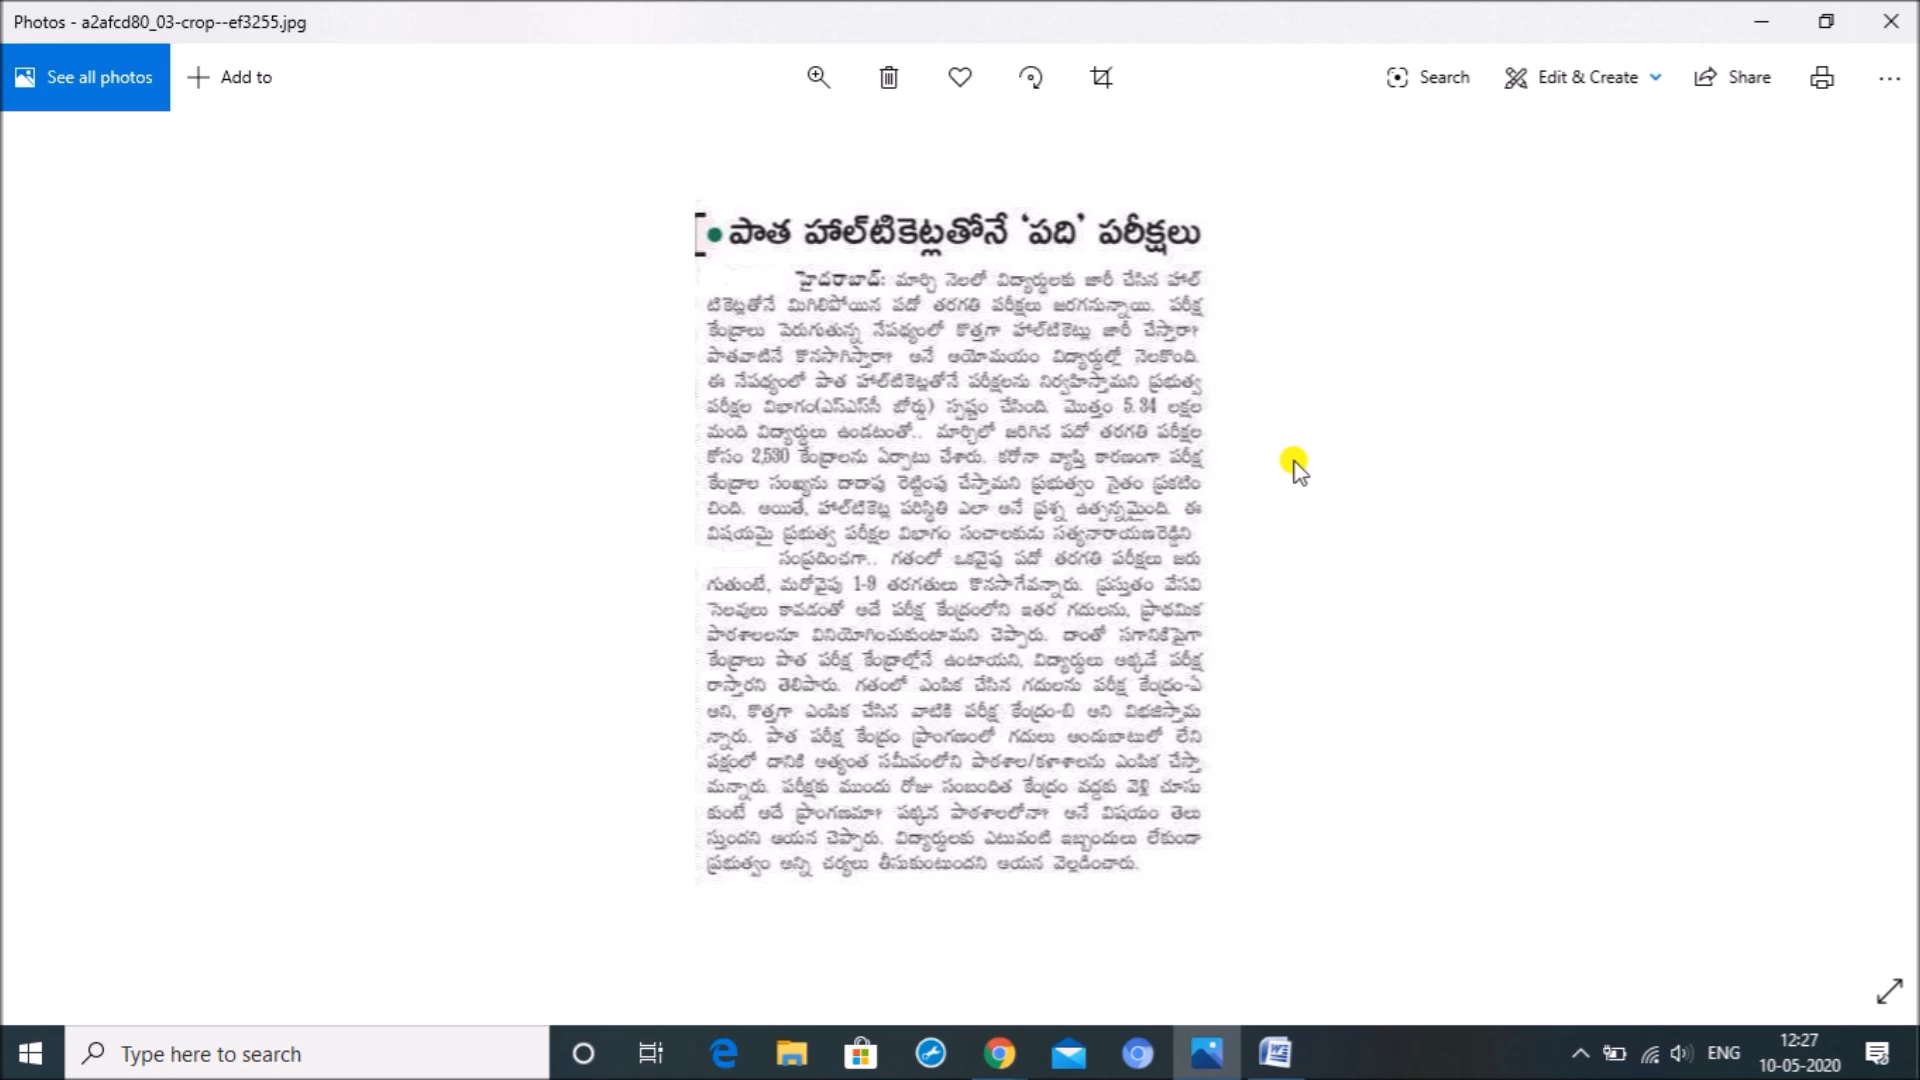 Photos - a2afcd80_03-crop--ef3255.jpg
See all photos
Add to
Search
Edit & Create
Share
పాత హాల్‌టికెట్లతోనే ‘పది’ పరీక్షలు
హైదరాబాద్: మార్చి నెలలో విద్యార్థులకు జారీ చేసిన హాల్
టికెట్లతోనే మిగిలిపోయిన పదో తరగతి పరీక్షలు జరగనున్నాయి. పరీక్ష
కేంద్రాలు పెరుగుతున్న నేపథ్యంలో కొత్తగా హాల్‌టికెట్లు జారీ చేస్తారా?
పాతవాటినే కొనసాగిస్తారా? అనే అయోమయం విద్యార్థుల్లో నెలకొంది.
ఈ నేపథ్యంలో పాత హాల్‌టికెట్లతోనే పరీక్షలను నిర్వహిస్తామని ప్రభుత్వ
పరీక్షల విభాగం(ఎస్ఎస్‌సీ బోర్డు) స్పష్టం చేసింది. మొత్తం 5.34 లక్షల
మంది విద్యార్థులు ఉండటంతో.. మార్చిలో జరిగిన పదో తరగతి పరీక్షల
కోసం 2,530 కేంద్రాలను ఏర్పాటు చేశారు. కరోనా వ్యాప్తి కారణంగా పరీక్ష
కేంద్రాల సంఖ్యను దాదాపు రెట్టింపు చేస్తామని ప్రభుత్వం సైతం ప్రకటిం
చింది. అయితే, హాల్‌టికెట్ల పరిస్థితి ఎలా అనే ప్రశ్న ఉత్పన్నమైంది. ఈ
విషయమై ప్రభుత్వ పరీక్షల విభాగం సంచాలకుడు సత్యనారాయణరెడ్డిని
సంప్రదించగా.. గతంలో ఒకవైపు పదో తరగతి పరీక్షలు జరు
గుతుంటే, మరోవైపు 1-9 తరగతులు కొనసాగేవన్నారు. ప్రస్తుతం వేసవి
సెలవులు కావడంతో అదే పరీక్ష కేంద్రంలోని ఇతర గదులను, ప్రాథమిక
పాఠశాలలనూ వినియోగించుకుంటామని చెప్పారు. దాంతో సగానికిపైగా
కేంద్రాలు పాత పరీక్ష కేంద్రాల్లోనే ఉంటాయని, విద్యార్థులు అక్కడే పరీక్ష
రాస్తారని తెలిపారు. గతంలో ఎంపిక చేసిన గదులను పరీక్ష కేంద్రం-ఏ
అని, కొత్తగా ఎంపిక చేసిన వాటికి పరీక్ష కేంద్రం-బి అని విభజిస్తామ
న్నారు. పాత పరీక్ష కేంద్రం ప్రాంగణంలో గదులు అందుబాటులో లేని
పక్షంలో దానికి అత్యంత సమీపంలోని పాఠశాల/కళాశాలను ఎంపిక చేస్తా
మన్నారు. పరీక్షకు ముందు రోజు సంబంధిత కేంద్రం వద్దకు వెళ్లి చూసు
కుంటే అదే ప్రాంగణమా? పక్కన పాఠశాలలోనా? అనే విషయం తెలు
స్తుందని ఆయన చెప్పారు. విద్యార్థులకు ఎటువంటి ఇబ్బందులు లేకుండా
ప్రభుత్వం అన్ని చర్యలు తీసుకుంటుందని ఆయన వెల్లడించారు.
Type here to search
ENG
12:27
10-05-2020